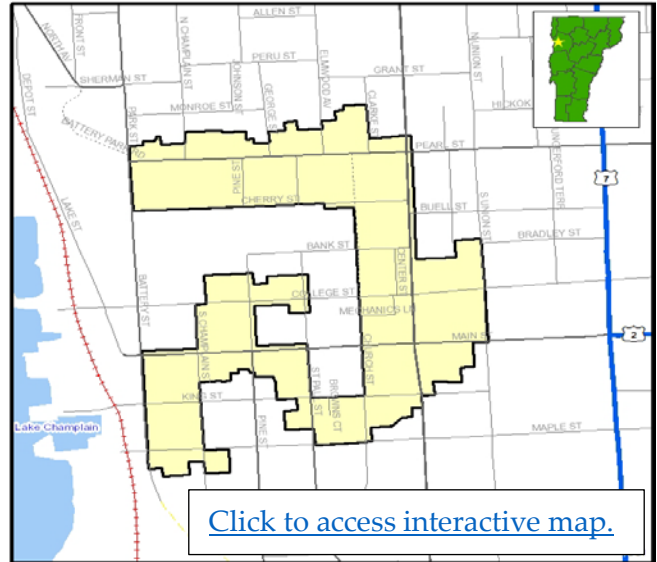 ALLEN ST
FRONT ST
N CHAMPLAIN ST
NORTH AV
PERU ST
ELMWOOD AV
N UNION ST
JOHNSON ST
GRANT ST
SHERMAN ST
DEPOT ST
GEORGE S
CLARKE ST
MONROE ST
HICKOK
PARK ST
BATTERY PARK RD
PEARL ST
PINE ST
7
CHERRY ST
BUELL ST
S UNION ST
LAKE ST
BRADLEY ST
BANK ST
CENTER ST
BATTERY ST
COLLEGE ST
MECHANICS LN
S CHAMPLAIN ST
MAIN ST
2
CHURCH ST
KING ST
ST PAUL ST
BROWNS CT
PINE ST
Lake Champlain
MAPLE ST
Click to access interactive map.